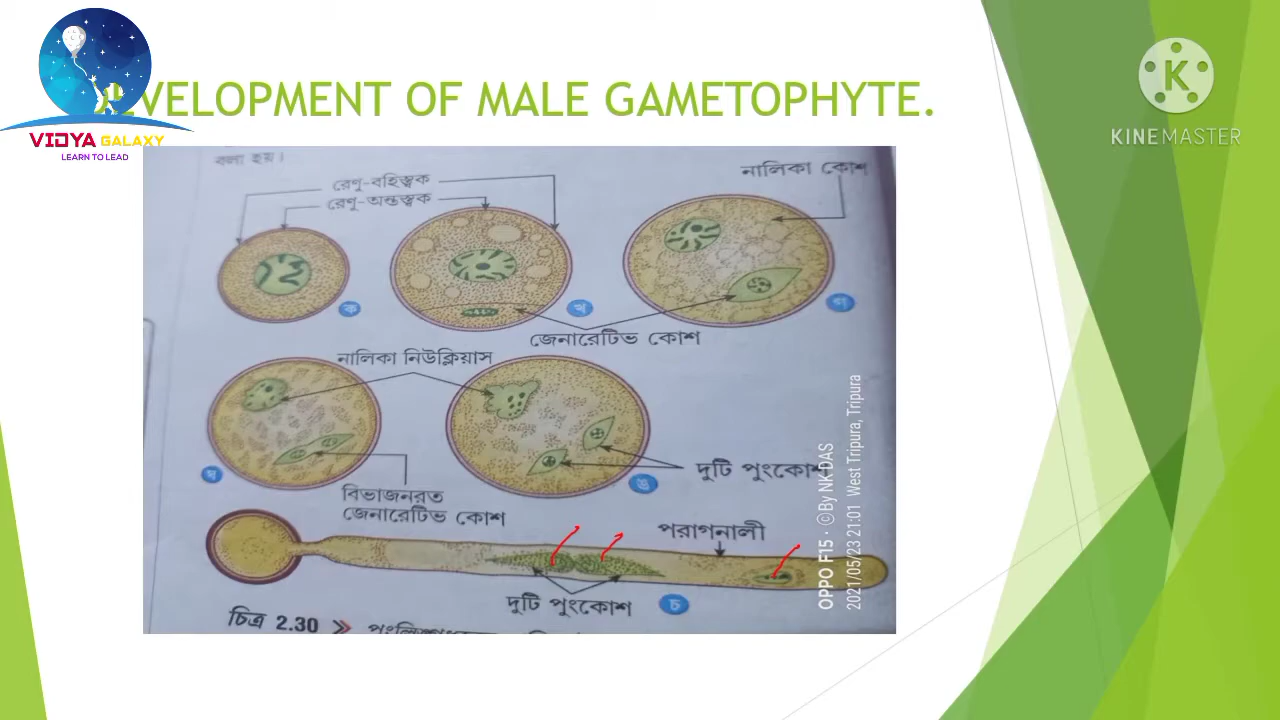 DEVELOPMENT OF MALE GAMETOPHYTE.
VIDYA GALAXY
LEARN TO LEAD
K
KINEMASTER
বলা হয়।
রেণু-বহিস্ত্বক
রেণু-অন্তস্ত্বক
নালিকা কোশ
ক
খ
গ
জেনারেটিভ কোশ
নালিকা নিউক্লিয়াস
ঘ
ঙ
দুটি পুংকোশ
বিভাজনরত
জেনারেটিভ কোশ
পরাগনালী
দুটি পুংকোশ
চ
চিত্র 2.30
OPPO F15 · ©By NK DAS
2021/05/23 21:01 West Tripura, Tripura